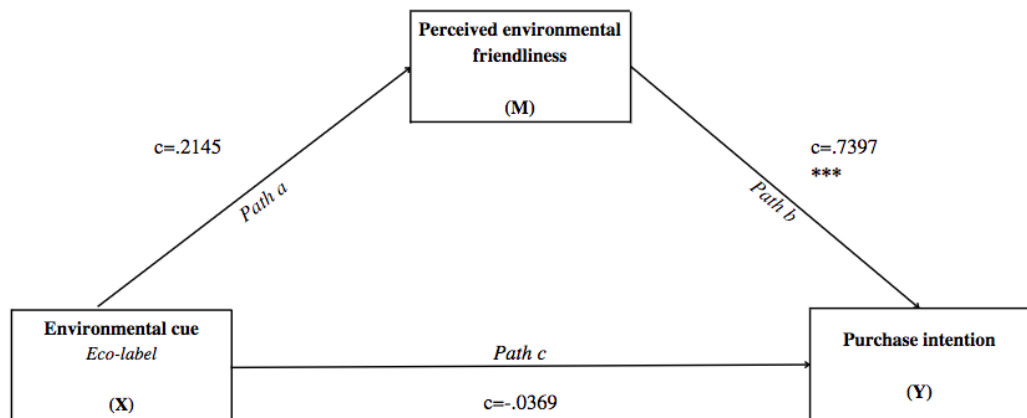 Perceived environmental
friendliness
(M)
c=.2145
c=.7397
***
Path a
Path b
Environmental cue
Eco-label
(X)
Path c
c=-.0369
Purchase intention
(Y)